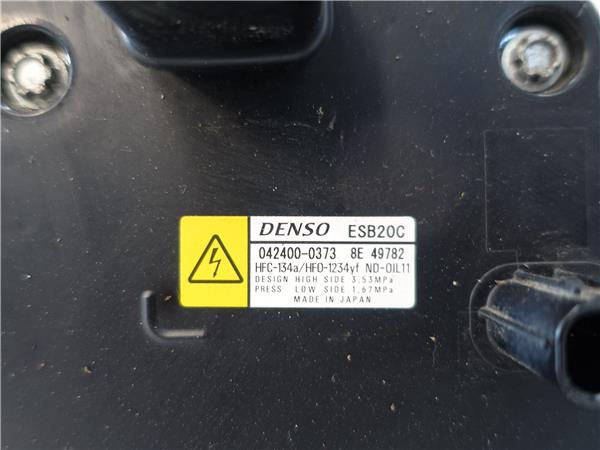 DENSO ESB20C
042400-0373 8E 49782
HFC-134a/HFO-1234yf ND-OIL11
DESIGN HIGH SIDE 3.53MPa
PRESS LOW SIDE 1.67MPa
MADE IN JAPAN